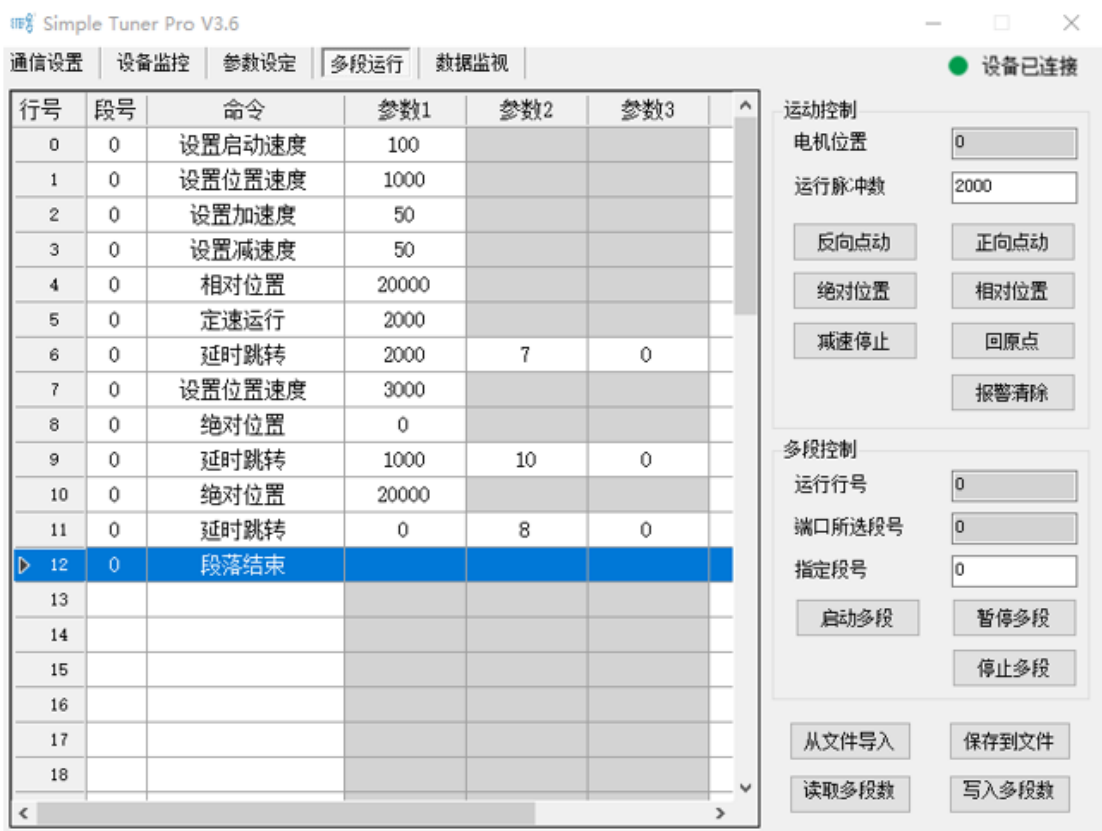 Simple Tuner Pro V3.6
通信设置 设备监控 参数设定 多段运行 数据监视 设备已连接
行号 段号 命令 参数1 参数2 参数3
0 0 设置启动速度 100
1 0 设置位置速度 1000
2 0 设置加速度 50
3 0 设置减速度 50
4 0 相对位置 20000
5 0 定速运行 2000
6 0 延时跳转 2000 7 0
7 0 设置位置速度 3000
8 0 绝对位置 0
9 0 延时跳转 1000 10 0
10 0 绝对位置 20000
11 0 延时跳转 0 8 0
12 0 段落结束
13
14
15
16
17
18
运动控制
电机位置 0
运行脉冲数 2000
反向点动 正向点动
绝对位置 相对位置
减速停止 回原点
报警清除
多段控制
运行行号 0
端口所选段号 0
指定段号 0
启动多段 暂停多段
停止多段
从文件导入 保存到文件
读取多段数 写入多段数